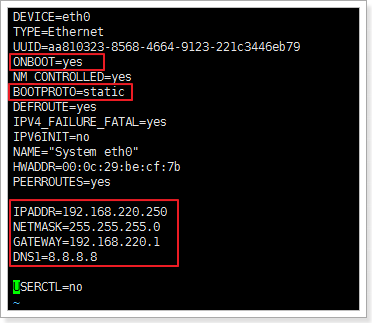 DEVICE=eth0
TYPE=Ethernet
UUID=aa810323-8568-4664-9123-221c3446eb79
ONBOOT=yes
NM_CONTROLLED=yes
BOOTPROTO=static
DEFROUTE=yes
IPV4_FAILURE_FATAL=yes
IPV6INIT=no
NAME="System eth0"
HWADDR=00:0c:29:be:cf:7b
PEERROUTES=yes
IPADDR=192.168.220.250
NETMASK=255.255.255.0
GATEWAY=192.168.220.1
DNS1=8.8.8.8
USERCTL=no
~